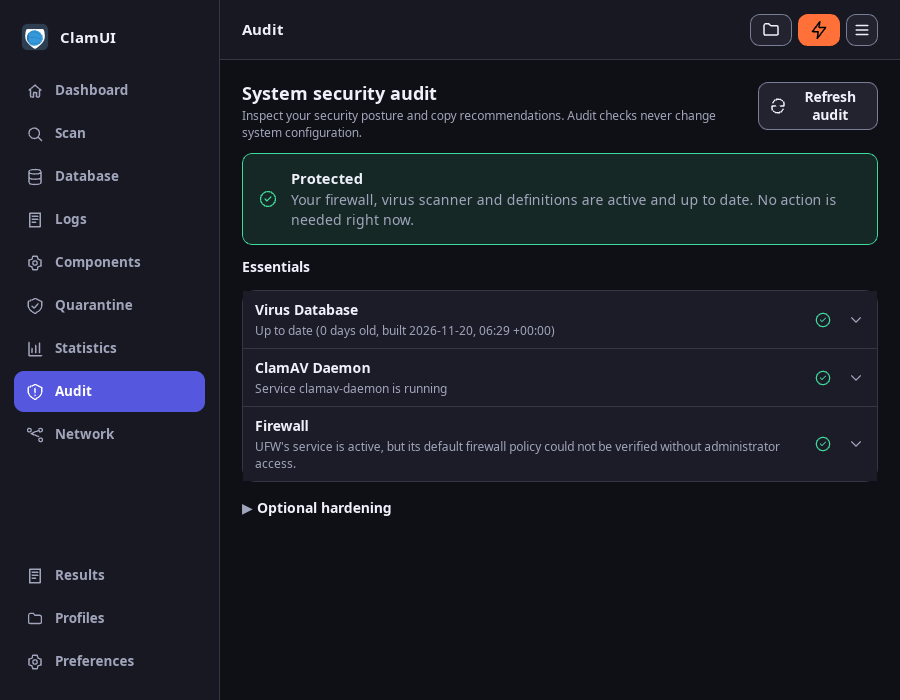 ClamUI
Dashboard
Scan
Database
Logs
Components
Quarantine
Statistics
Audit
Network
Results
Profiles
Preferences
Audit
System security audit
Inspect your security posture and copy recommendations. Audit checks never change
system configuration.
Refresh
audit
Protected
Your firewall, virus scanner and definitions are active and up to date. No action is
needed right now.
Essentials
Virus Database
Up to date (0 days old, built 2026-11-20, 06:29 +00:00)
ClamAV Daemon
Service clamav-daemon is running
Firewall
UFW's service is active, but its default firewall policy could not be verified without administrator
access.
Optional hardening